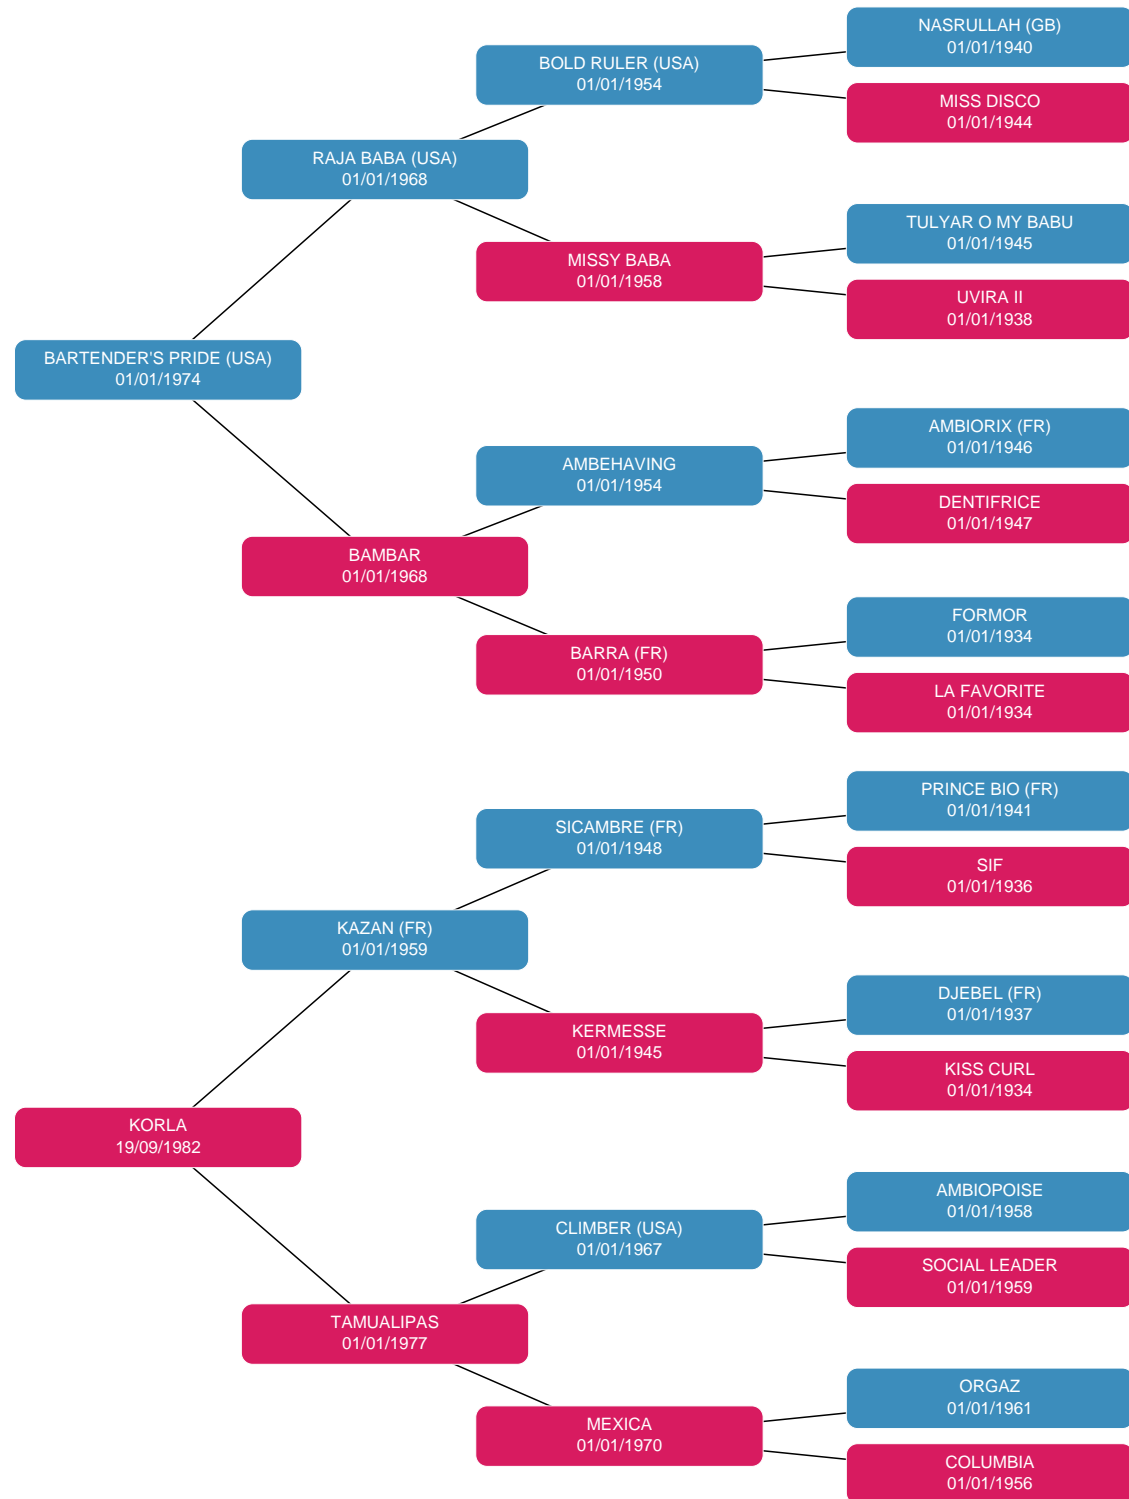 NASRULLAH (GB)
01/01/1940
BOLD RULER (USA)
01/01/1954
MISS DISCO
01/01/1944
RAJA BABA (USA)
01/01/1968
TULYAR O MY BABU
01/01/1945
MISSY BABA
01/01/1958
UVIRA II
01/01/1938
BARTENDER'S PRIDE (USA)
01/01/1974
AMBIORIX (FR)
01/01/1946
AMBEHAVING
01/01/1954
DENTIFRICE
01/01/1947
BAMBAR
01/01/1968
FORMOR
01/01/1934
BARRA (FR)
01/01/1950
LA FAVORITE
01/01/1934
PRINCE BIO (FR)
01/01/1941
SICAMBRE (FR)
01/01/1948
SIF
01/01/1936
KAZAN (FR)
01/01/1959
DJEBEL (FR)
01/01/1937
KERMESSE
01/01/1945
KISS CURL
01/01/1934
KORLA
19/09/1982
AMBIOPOISE
01/01/1958
CLIMBER (USA)
01/01/1967
SOCIAL LEADER
01/01/1959
TAMUALIPAS
01/01/1977
ORGAZ
01/01/1961
MEXICA
01/01/1970
COLUMBIA
01/01/1956